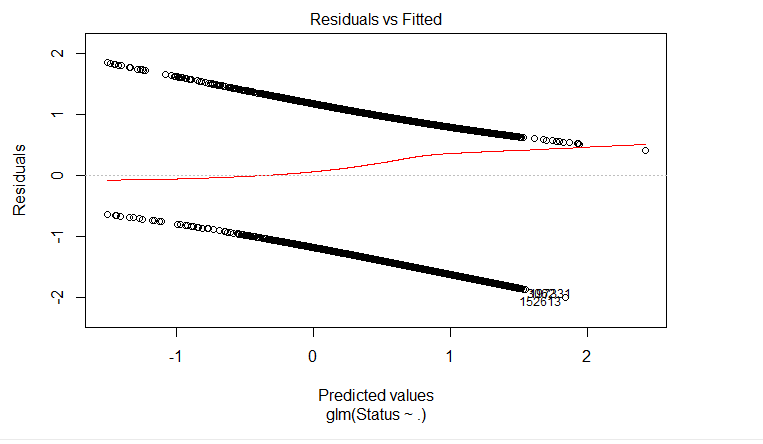 Residuals vs Fitted
2
1
0
-1
-2
Residuals
152613
-1
0
1
2
Predicted values
glm(Status ~ .)